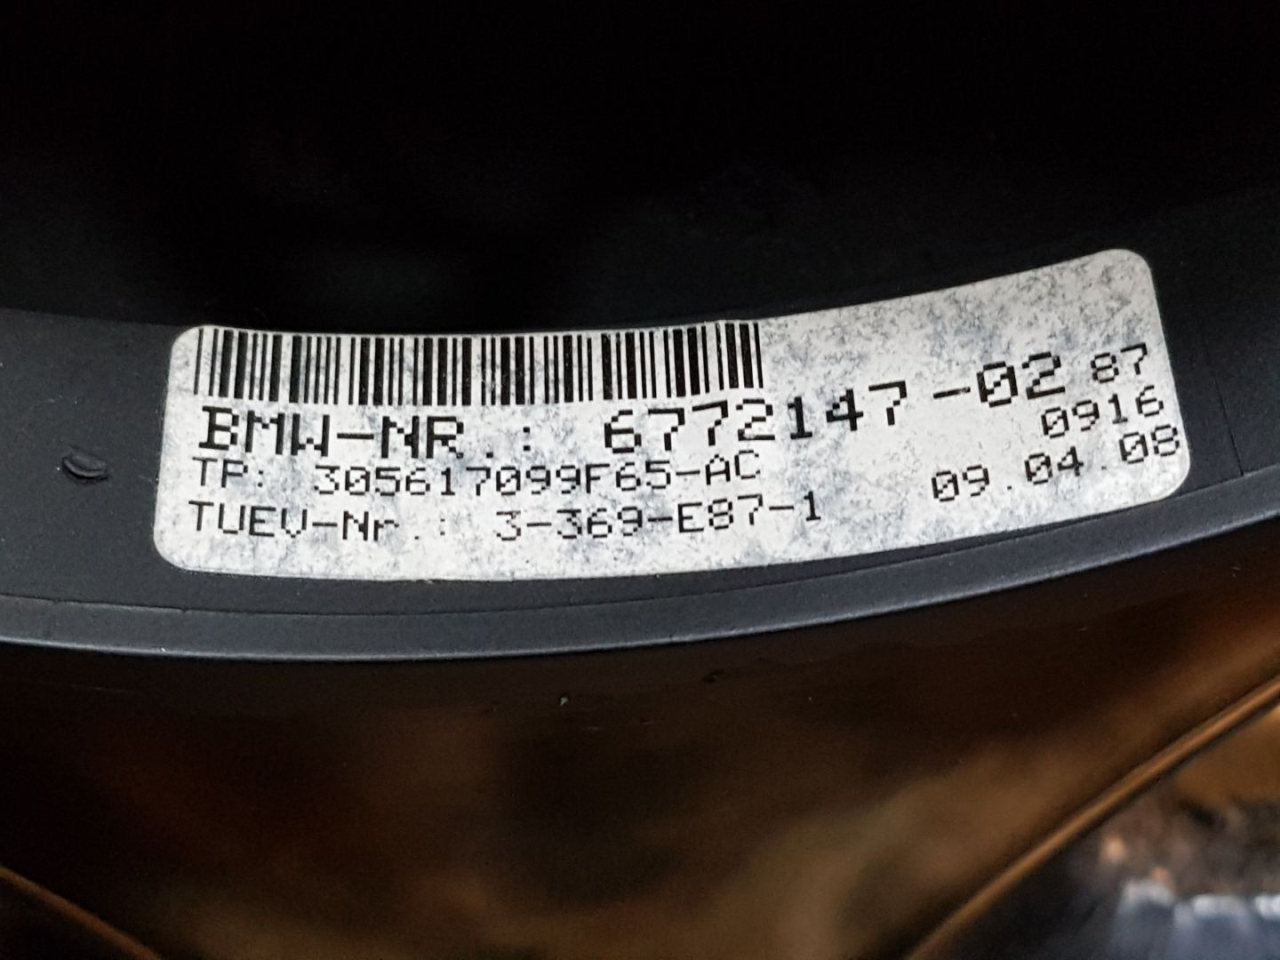 BMW-NR.: 6772147-02 87
0916
TP: 305617099F65-AC
TUEV-Nr.: 3-369-E87-1 09.04.08